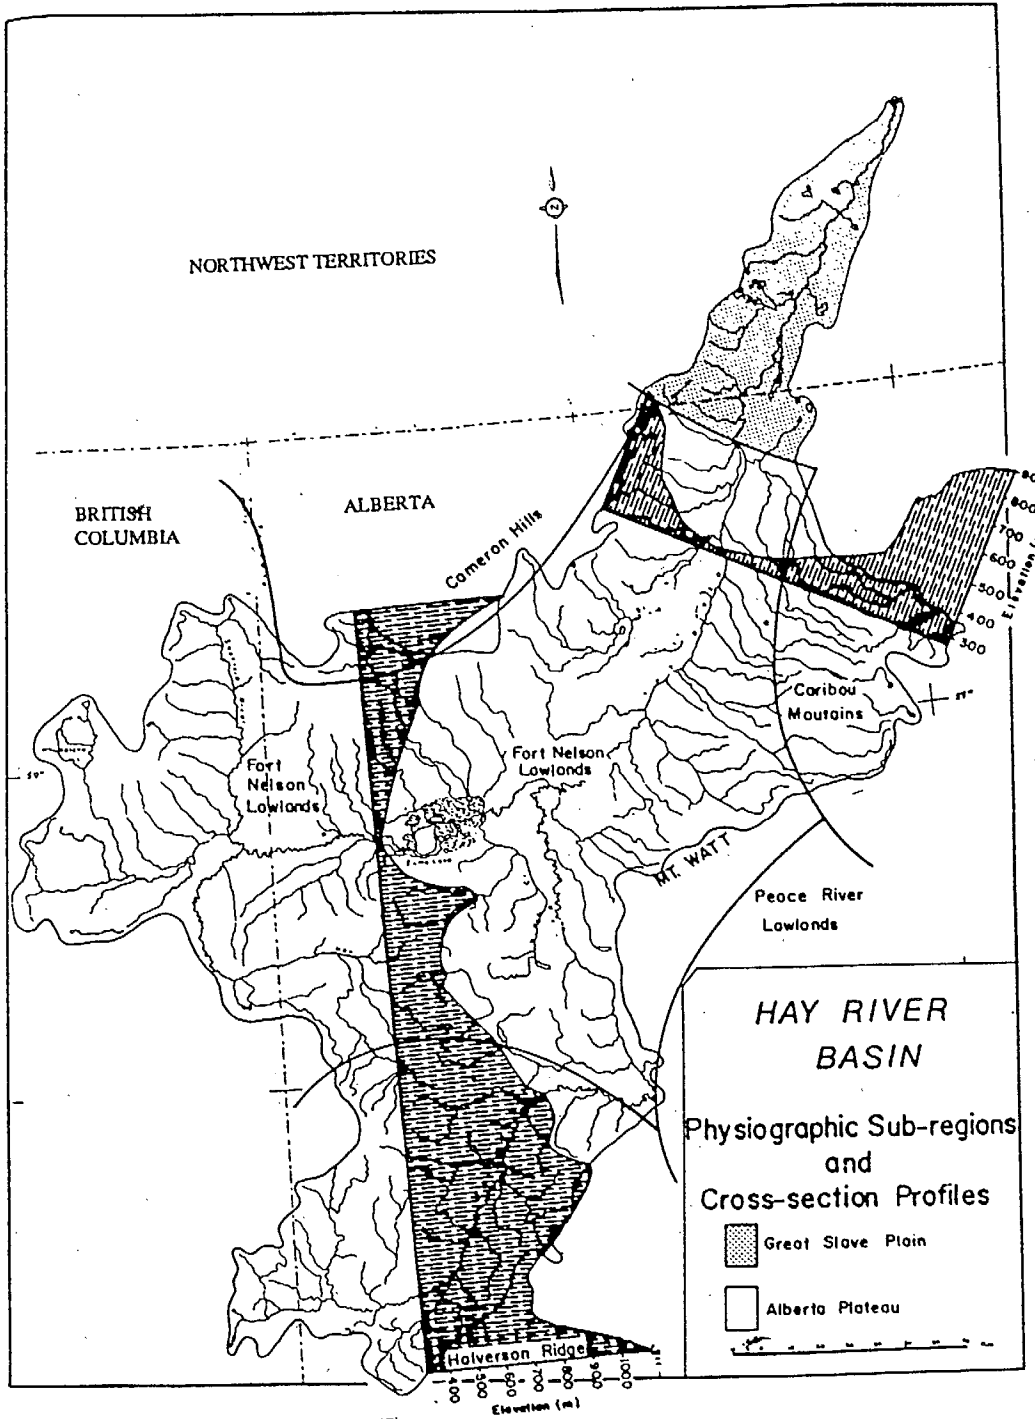 NORTHWEST TERRITORIES
BRITISH
COLUMBIA
ALBERTA
Cameron Hills
900
800
700
600
500
400
300
Caribou
Moutains
59°
Fort Nelson
Lowlands
Fort
Nelson
Lowlands
MT. WATT
Peace River
Lowlands
HAY RIVER
BASIN
Physiographic Sub-regions
and
Cross-section Profiles
Great Slave Plain
Alberta Plateau
Halverson Ridge
400
500
600
700
800
900
1000
Elevation (m)